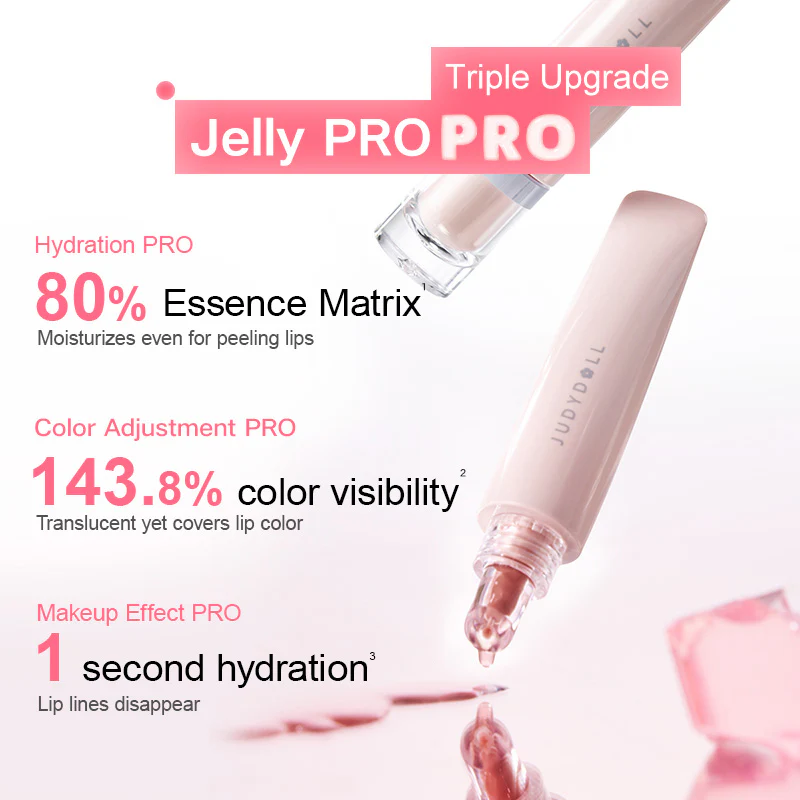 Triple Upgrade
Jelly PRO PRO
Hydration PRO
80% Essence Matrix¹
Moisturizes even for peeling lips
Color Adjustment PRO
143.8% color visibility²
Translucent yet covers lip color
Makeup Effect PRO
1 second hydration³
Lip lines disappear
JUDYDOLL
LL